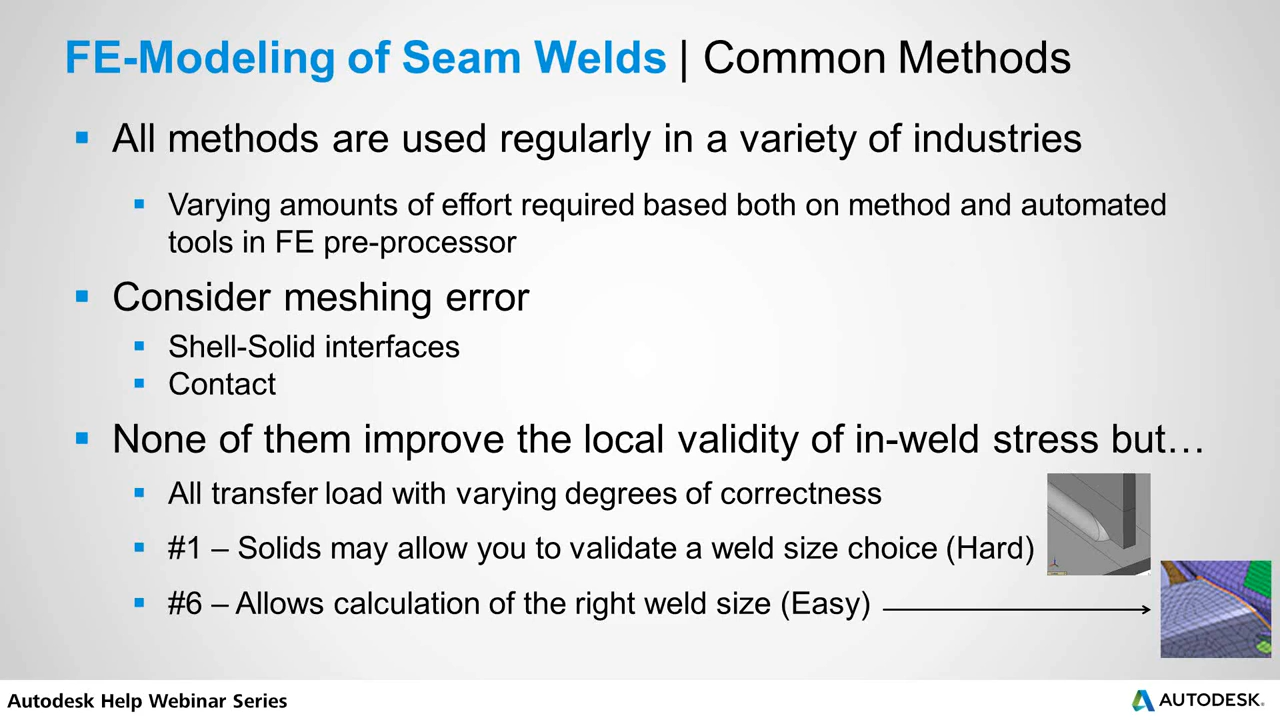 FE-Modeling of Seam Welds | Common Methods
All methods are used regularly in a variety of industries
Varying amounts of effort required based both on method and automated
tools in FE pre-processor
Consider meshing error
Shell-Solid interfaces
Contact
None of them improve the local validity of in-weld stress but…
All transfer load with varying degrees of correctness
#1 – Solids may allow you to validate a weld size choice (Hard)
#6 – Allows calculation of the right weld size (Easy)
Autodesk Help Webinar Series
AUTODESK®